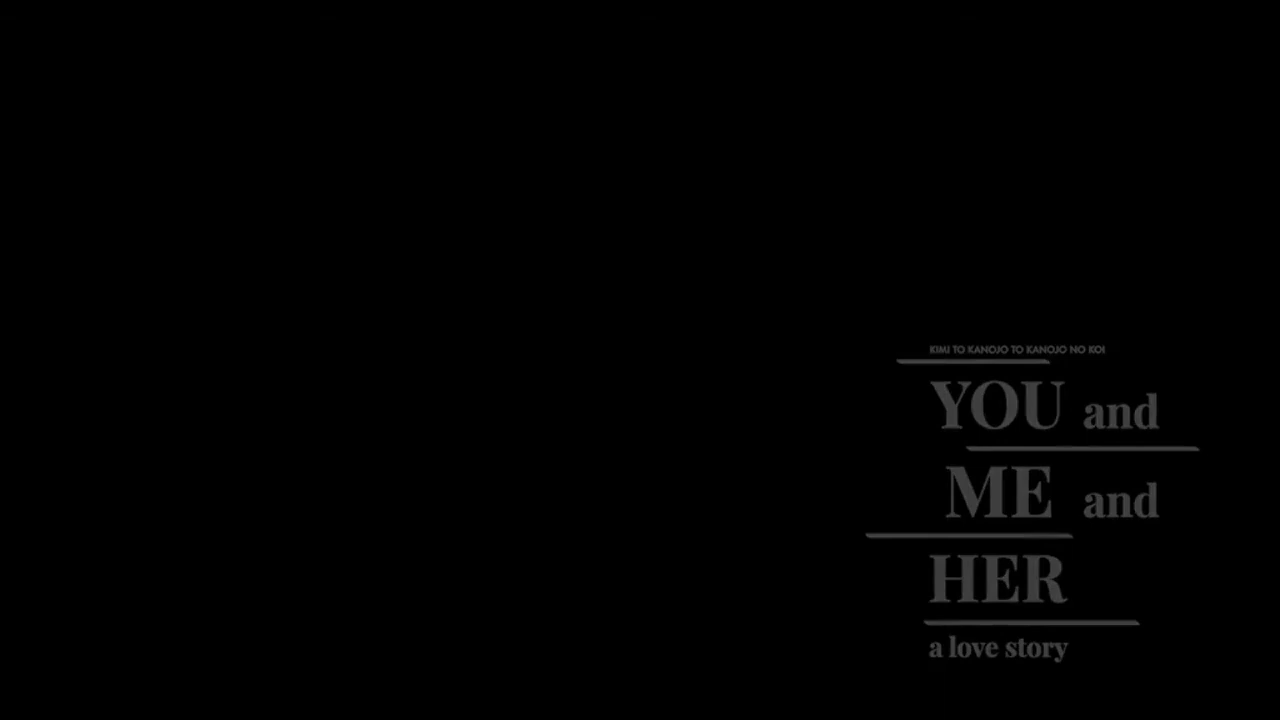 KIMI TO KANOJO TO KANOJO NO KOI
YOU and
ME and
HER
a love story